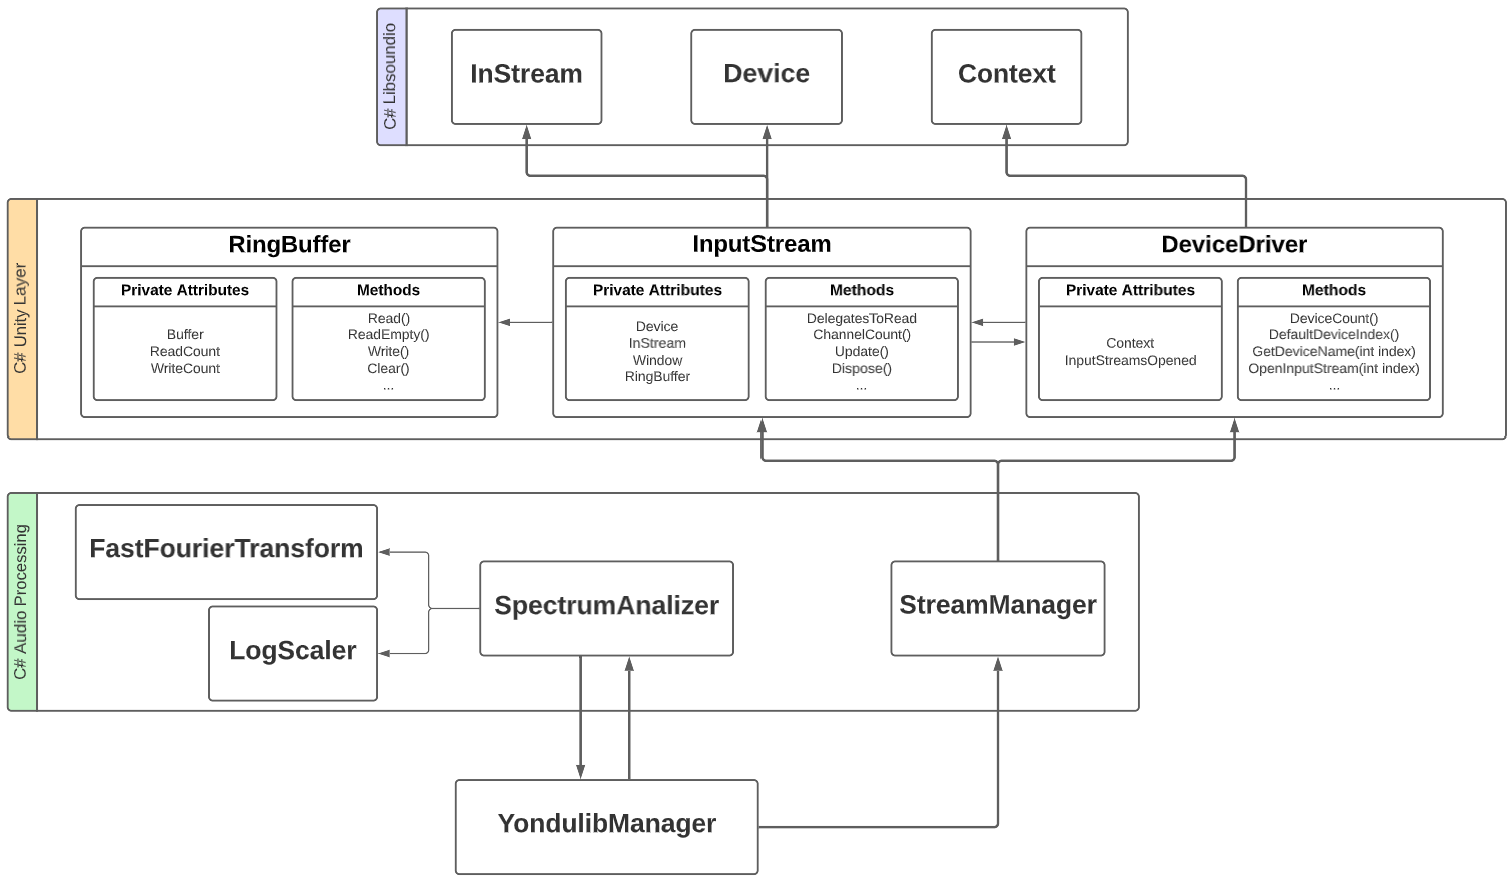 C# Libsoundio
InStream
Device
Context
C# Unity Layer
RingBuffer
Private Attributes
Buffer
ReadCount
WriteCount
Methods
Read()
ReadEmpty()
Write()
Clear()
...
InputStream
Private Attributes
Device
InStream
Window
RingBuffer
Methods
DelegatesToRead
ChannelCount()
Update()
Dispose()
...
DeviceDriver
Private Attributes
Context
InputStreamsOpened
Methods
DeviceCount()
DefaultDeviceIndex()
GetDeviceName(int index)
OpenInputStream(int index)
...
C# Audio Processing
FastFourierTransform
LogScaler
SpectrumAnalizer
StreamManager
YondulibManager